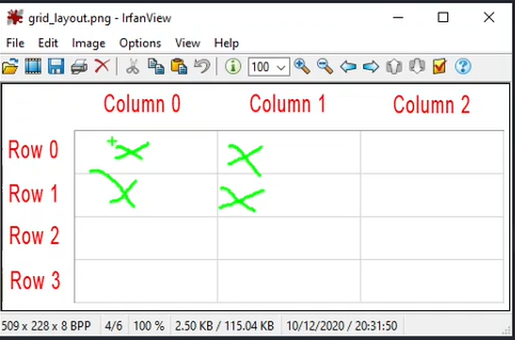 grid_layout.png - IrfanView
File Edit Image Options View Help
100
Column 0 Column 1 Column 2
Row 0
Row 1
Row 2
Row 3
509 x 228 x 8 BPP 4/6 100 % 2.50 KB / 115.04 KB 10/12/2020 / 20:31:50